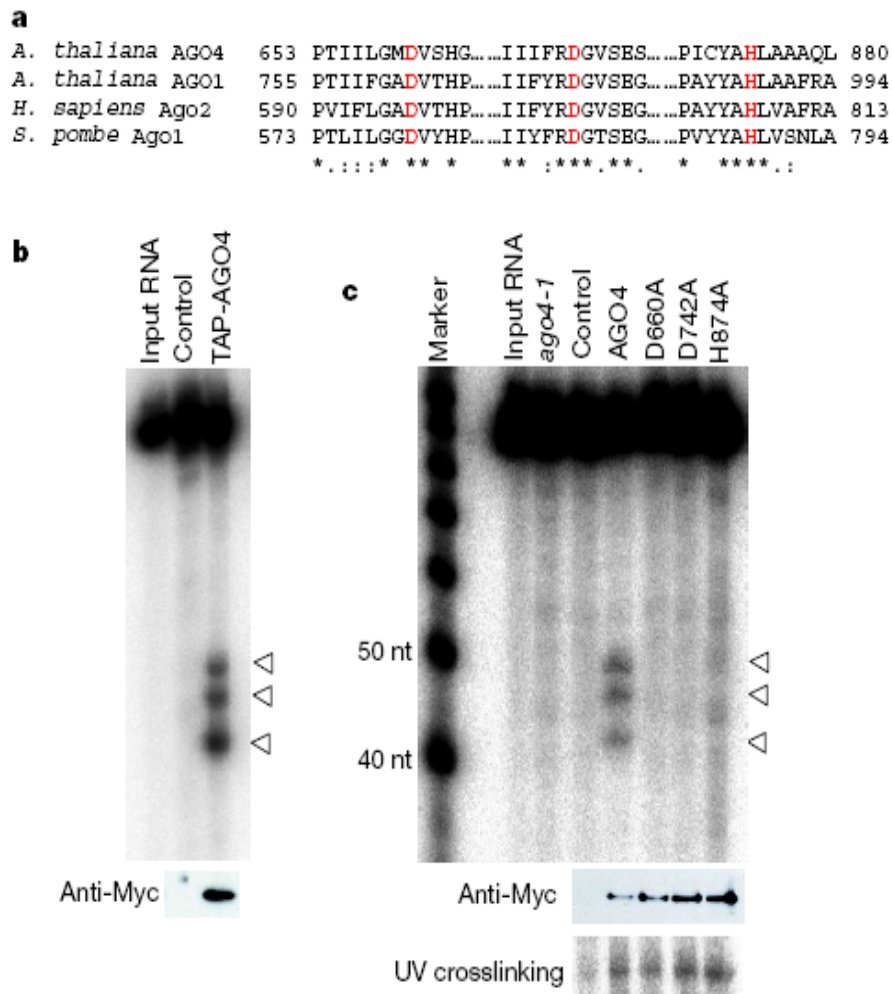 a
A. thaliana AGO4 653 PTIILGMDVSHG……IIIFRDGVSES……PICYAHLAAAQL 880
A. thaliana AGO1 755 PTIIFGADVTHP……IIFYRDGVSEG……PAYYAHLAAFRA 994
H. sapiens Ago2 590 PVIFLGADVTHP……IIFYRDGVSEG……PAYYAHLVAFRA 813
S. pombe Ago1 573 PTLILGGDVYHP……IIYFRDGTSEG……PVYYAHLVSNLA 794
*.:::* ** * ** :***.**. * ****.:
b
Input RNA
Control
TAP-AGO4
Anti-Myc
c
Marker
Input RNA
ago4-1
Control
AGO4
D660A
D742A
H874A
50 nt
40 nt
Anti-Myc
UV crosslinking